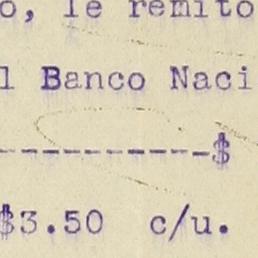 o, le remito
l Banco Naci
----------$
$3.50 c/u.